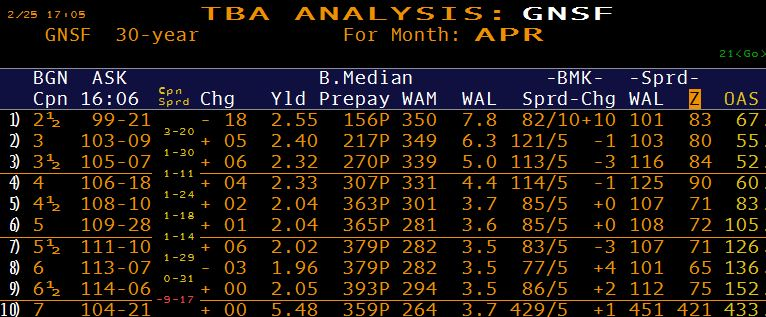 2/25 17:05 TBA ANALYSIS: GNSF
GNSF 30-year For Month: APR
21<Go>
BGN ASK B.Median -BMK- -Sprd-
Cpn 16:06 Cpn Sprd Chg Yld Prepay WAM WAL Sprd-Chg WAL Z OAS
1) 2½ 99-21 - 18 2.55 156P 350 7.8 82/10+10 101 83 67.
3-20
2) 3 103-09 + 05 2.40 217P 349 6.3 121/5 -1 103 80 55.
1-30
3) 3½ 105-07 + 06 2.32 270P 339 5.0 113/5 -3 116 84 52.
1-11
4) 4 106-18 + 04 2.33 307P 331 4.4 114/5 -1 125 90 60.
1-24
5) 4½ 108-10 + 02 2.04 363P 301 3.7 85/5 +0 107 71 83.
1-18
6) 5 109-28 + 01 2.04 365P 281 3.6 85/5 +0 108 72 105.
1-14
7) 5½ 111-10 + 06 2.02 379P 282 3.5 83/5 -3 107 71 126.
1-29
8) 6 113-07 - 03 1.96 379P 282 3.5 77/5 +4 101 65 136.
0-31
9) 6½ 114-06 + 00 2.05 393P 294 3.5 86/5 +2 112 75 152.
-9-17
10) 7 104-21 + 00 5.48 359P 264 3.7 429/5 +1 451 421 433.